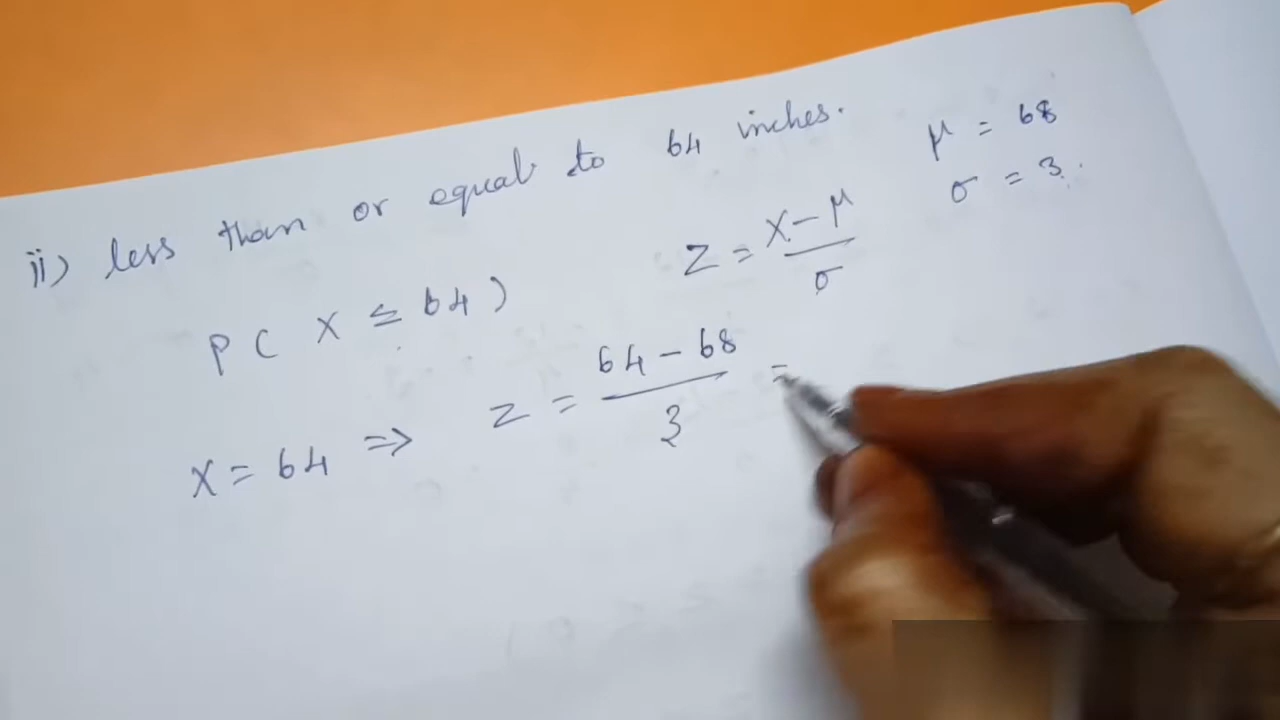 ii) less than or equal to 64 inches.
μ = 68
σ = 3.
P ( X ≤ 64 )
Z = X - μ / σ
X = 64 ⇒ Z = 64 - 68 / 3 =